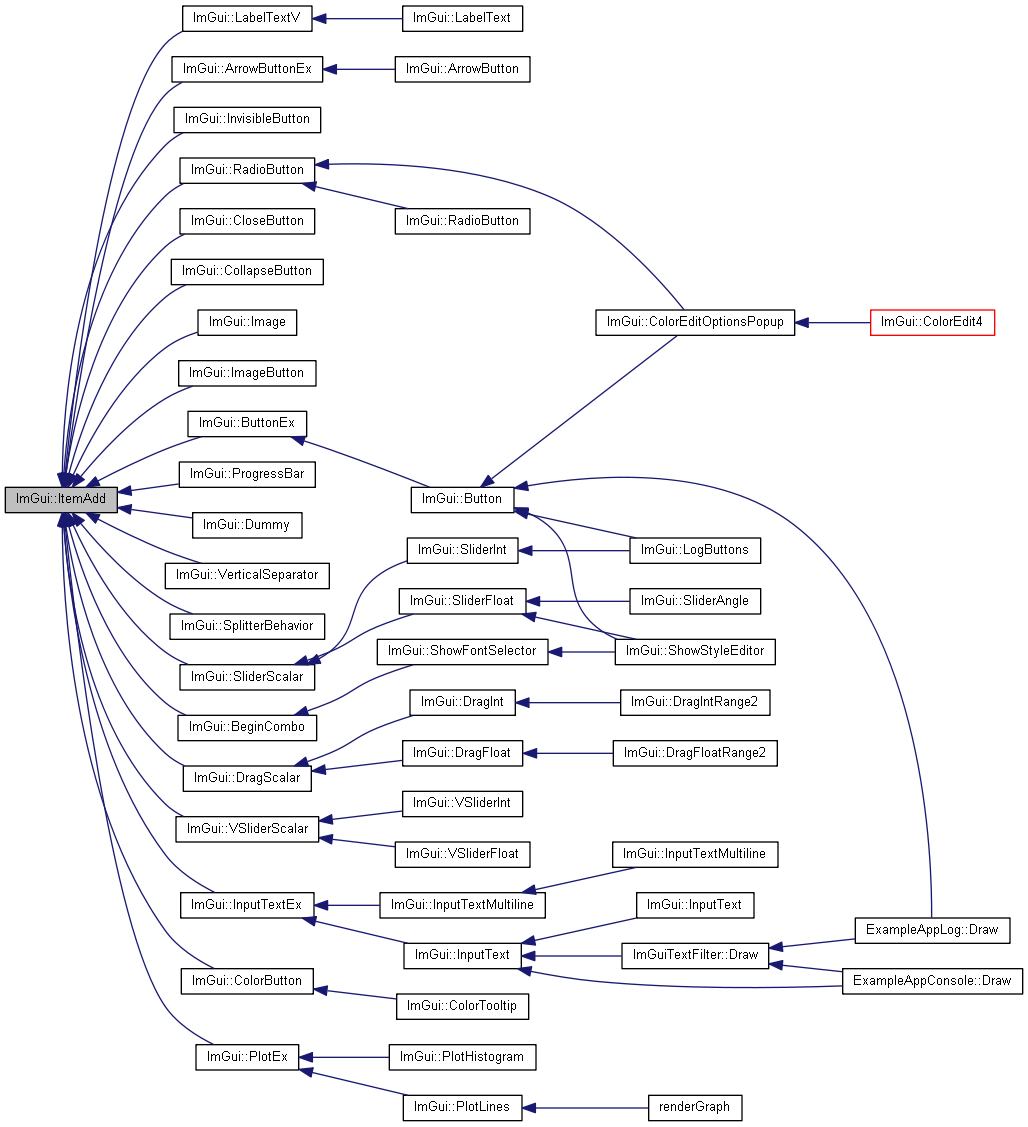 ImGui::LabelTextV
ImGui::LabelText
ImGui::ArrowButtonEx
ImGui::ArrowButton
ImGui::InvisibleButton
ImGui::RadioButton
ImGui::CloseButton
ImGui::RadioButton
ImGui::CollapseButton
ImGui::Image
ImGui::ColorEditOptionsPopup
ImGui::ColorEdit4
ImGui::ImageButton
ImGui::ButtonEx
ImGui::ProgressBar
ImGui::ItemAdd
ImGui::Button
ImGui::Dummy
ImGui::SliderInt
ImGui::LogButtons
ImGui::VerticalSeparator
ImGui::SliderFloat
ImGui::SliderAngle
ImGui::SplitterBehavior
ImGui::ShowFontSelector
ImGui::ShowStyleEditor
ImGui::SliderScalar
ImGui::DragInt
ImGui::DragIntRange2
ImGui::BeginCombo
ImGui::DragFloat
ImGui::DragFloatRange2
ImGui::DragScalar
ImGui::VSliderInt
ImGui::VSliderScalar
ImGui::VSliderFloat
ImGui::InputTextMultiline
ImGui::InputTextEx
ImGui::InputTextMultiline
ImGui::InputText
ExampleAppLog::Draw
ImGui::InputText
ImGuiTextFilter::Draw
ImGui::ColorButton
ExampleAppConsole::Draw
ImGui::ColorTooltip
ImGui::PlotEx
ImGui::PlotHistogram
ImGui::PlotLines
renderGraph